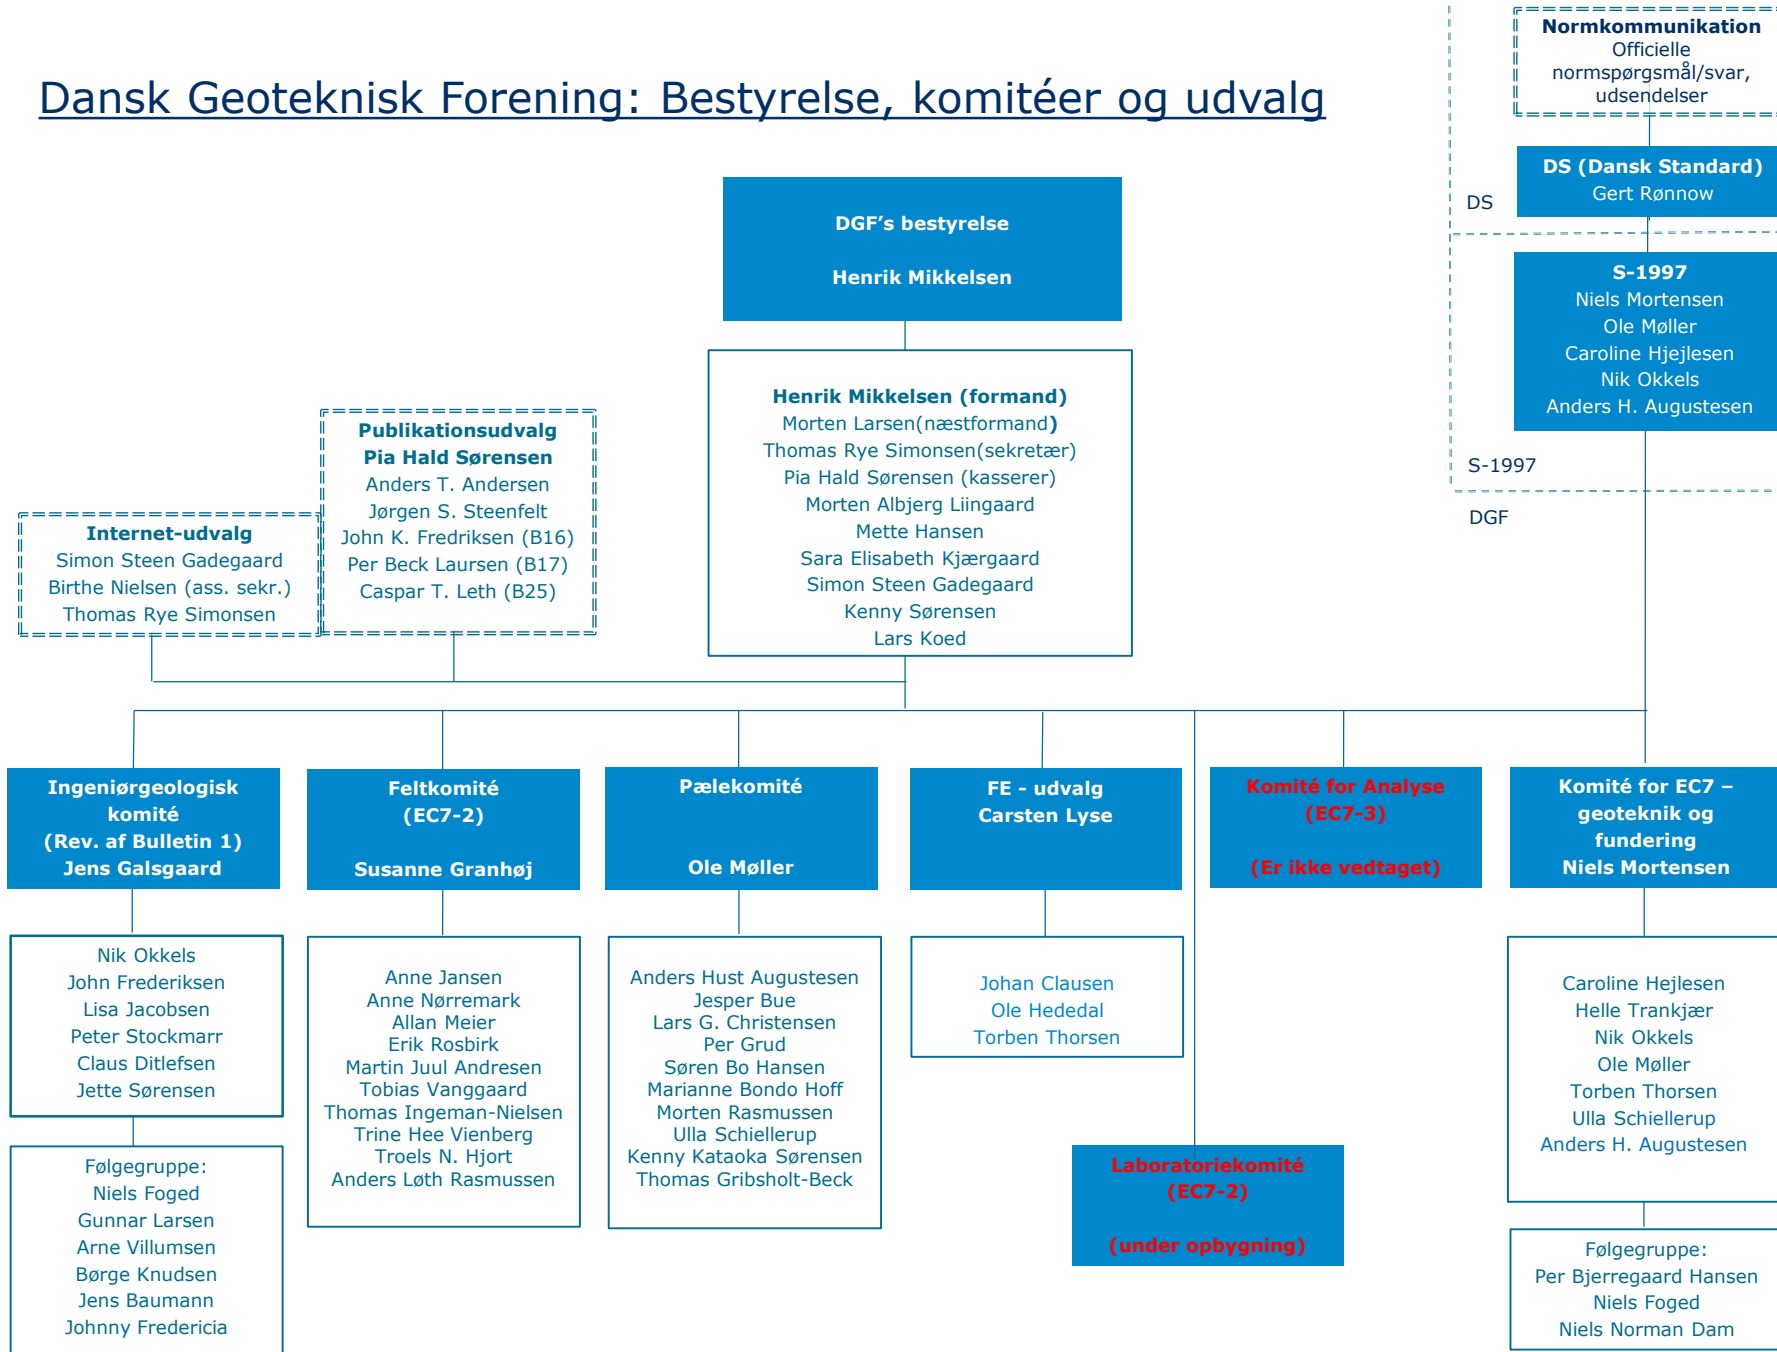 Dansk Geoteknisk Forening: Bestyrelse, komitéer og udvalg
Normkommunikation
Officielle
normspørgsmål/svar,
udsendelser
DS (Dansk Standard)
Gert Rønnow
DS
S-1997
Niels Mortensen
Ole Møller
Caroline Hjejlesen
Nik Okkels
Anders H. Augustesen
S-1997
DGF
DGF’s bestyrelse
Henrik Mikkelsen
Henrik Mikkelsen (formand)
Morten Larsen(næstformand)
Thomas Rye Simonsen(sekretær)
Pia Hald Sørensen (kasserer)
Morten Albjerg Liingaard
Mette Hansen
Sara Elisabeth Kjærgaard
Simon Steen Gadegaard
Kenny Sørensen
Lars Koed
Publikationsudvalg
Pia Hald Sørensen
Anders T. Andersen
Jørgen S. Steenfelt
John K. Fredriksen (B16)
Per Beck Laursen (B17)
Caspar T. Leth (B25)
Internet-udvalg
Simon Steen Gadegaard
Birthe Nielsen (ass. sekr.)
Thomas Rye Simonsen
Ingeniørgeologisk
komité
(Rev. af Bulletin 1)
Jens Galsgaard
Nik Okkels
John Frederiksen
Lisa Jacobsen
Peter Stockmarr
Claus Ditlefsen
Jette Sørensen
Følgegruppe:
Niels Foged
Gunnar Larsen
Arne Villumsen
Børge Knudsen
Jens Baumann
Johnny Fredericia
Feltkomité
(EC7-2)
Susanne Granhøj
Anne Jansen
Anne Nørremark
Allan Meier
Erik Rosbirk
Martin Juul Andresen
Tobias Vanggaard
Thomas Ingeman-Nielsen
Trine Hee Vienberg
Troels N. Hjort
Anders Løth Rasmussen
Pælekomité
Ole Møller
Anders Hust Augustesen
Jesper Bue
Lars G. Christensen
Per Grud
Søren Bo Hansen
Marianne Bondo Hoff
Morten Rasmussen
Ulla Schiellerup
Kenny Kataoka Sørensen
Thomas Gribsholt-Beck
FE - udvalg
Carsten Lyse
Johan Clausen
Ole Hededal
Torben Thorsen
Laboratoriekomité
(EC7-2)
(under opbygning)
Komité for Analyse
(EC7-3)
(Er ikke vedtaget)
Komité for EC7 –
geoteknik og
fundering
Niels Mortensen
Caroline Hejlesen
Helle Trankjær
Nik Okkels
Ole Møller
Torben Thorsen
Ulla Schiellerup
Anders H. Augustesen
Følgegruppe:
Per Bjerregaard Hansen
Niels Foged
Niels Norman Dam